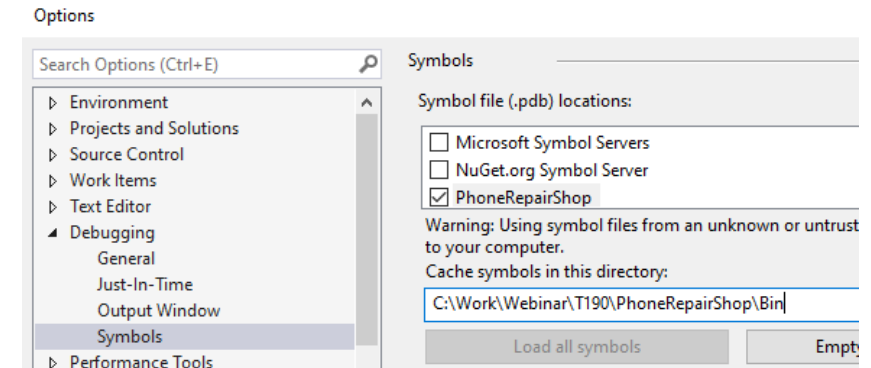 Options
Search Options (Ctrl+E)
Environment
Projects and Solutions
Source Control
Work Items
Text Editor
Debugging
General
Just-In-Time
Output Window
Symbols
Performance Tools
Symbols
Symbol file (.pdb) locations:
Microsoft Symbol Servers
NuGet.org Symbol Server
PhoneRepairShop
Warning: Using symbol files from an unknown or untrust
to your computer.
Cache symbols in this directory:
C:\Work\Webinar\T190\PhoneRepairShop\Bin
Load all symbols
Empty